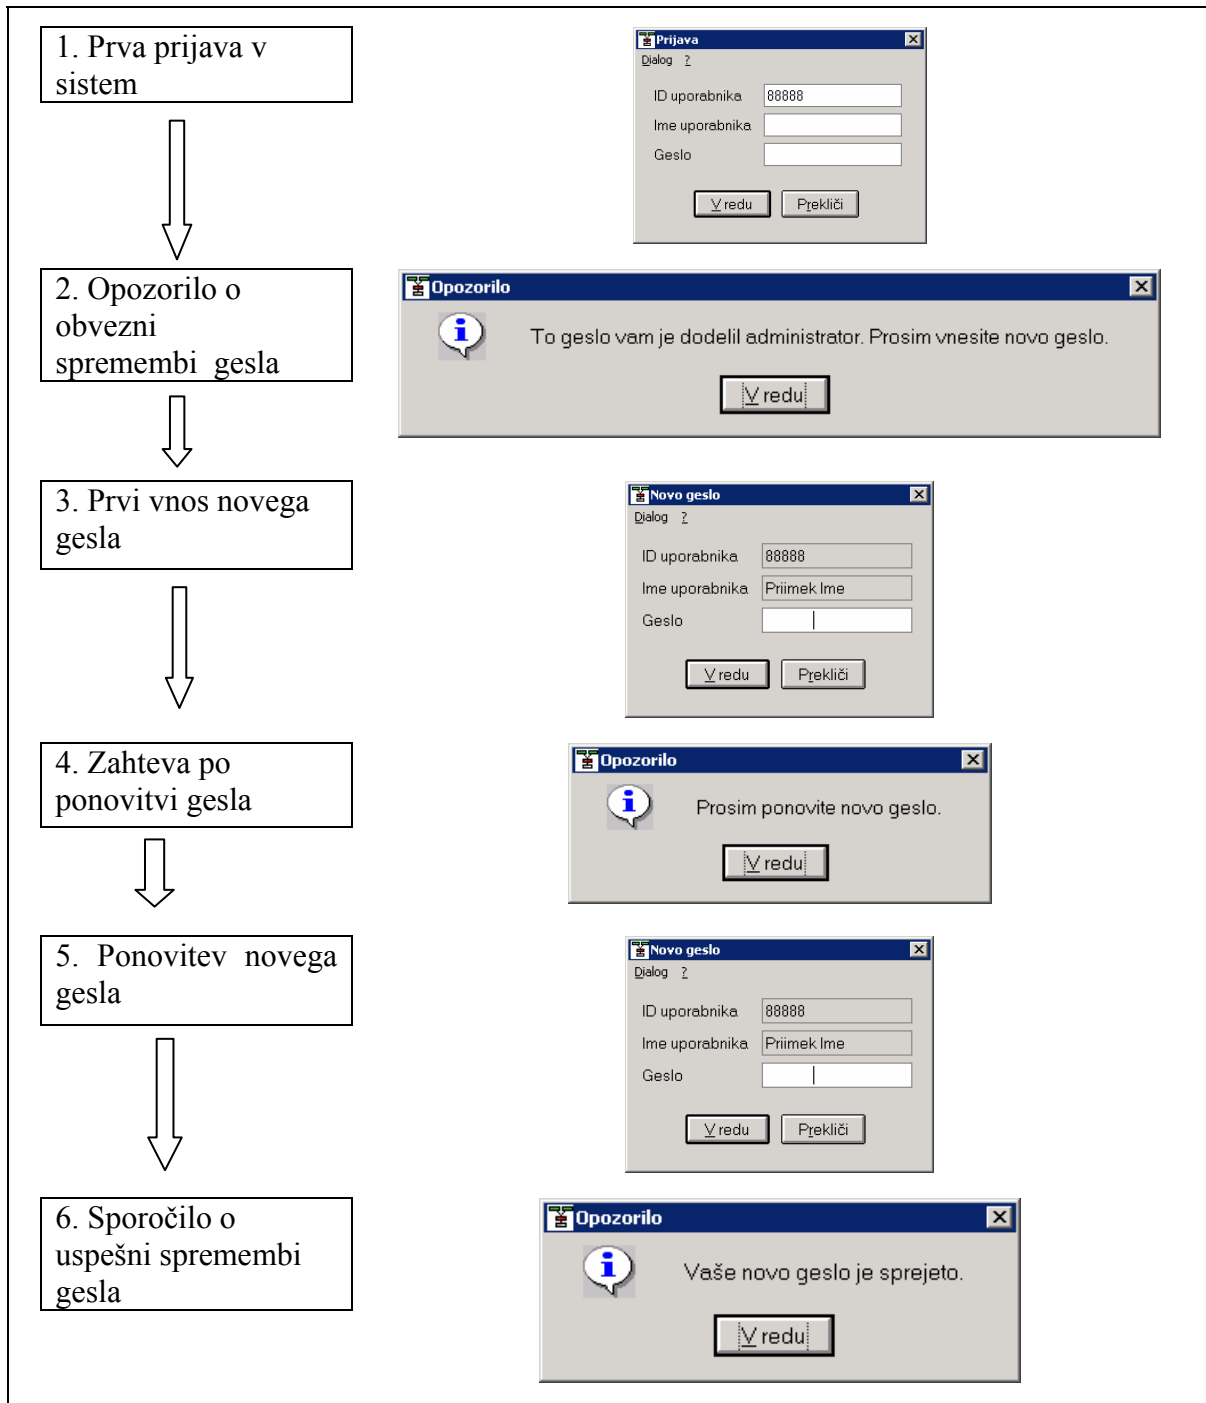 1. Prva prijava v
sistem
Prijava
Dialog ?
ID uporabnika 88888
Ime uporabnika
Geslo
V redu Prekliči
2. Opozorilo o
obvezni
spremembi gesla
Opozorilo
To geslo vam je dodelil administrator. Prosim vnesite novo geslo.
V redu
3. Prvi vnos novega
gesla
Novo geslo
Dialog ?
ID uporabnika 88888
Ime uporabnika Priimek Ime
Geslo
V redu Prekliči
4. Zahteva po
ponovitvi gesla
Opozorilo
Prosim ponovite novo geslo.
V redu
5. Ponovitev novega
gesla
Novo geslo
Dialog ?
ID uporabnika 88888
Ime uporabnika Priimek Ime
Geslo
V redu Prekliči
6. Sporočilo o
uspešni spremembi
gesla
Opozorilo
Vaše novo geslo je sprejeto.
V redu